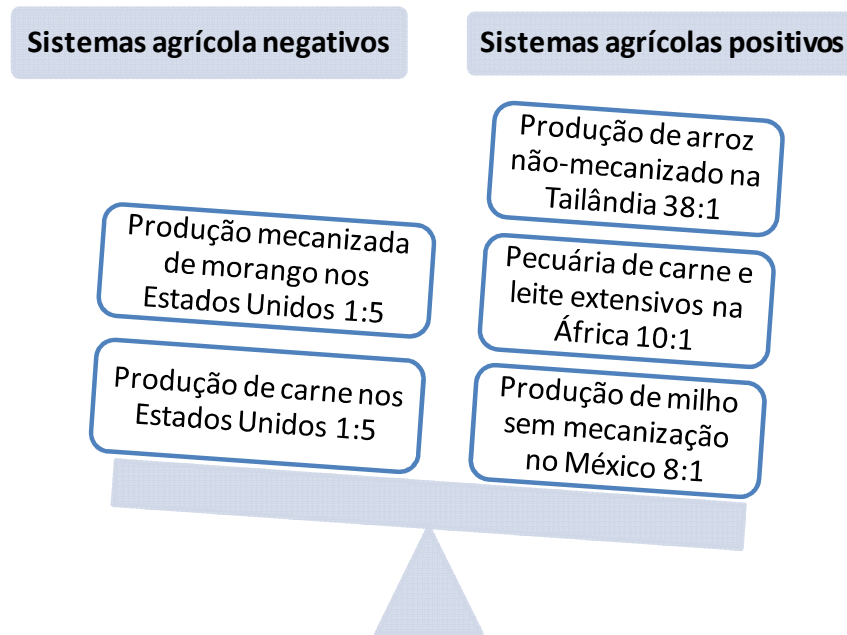 Sistemas agrícola negativos
Sistemas agrícolas positivos
Produção mecanizada
de morango nos
Estados Unidos 1:5
Produção de carne nos
Estados Unidos 1:5
Produção de arroz
não-mecanizado na
Tailândia 38:1
Pecuária de carne e
leite extensivos na
África 10:1
Produção de milho
sem mecanização
no México 8:1